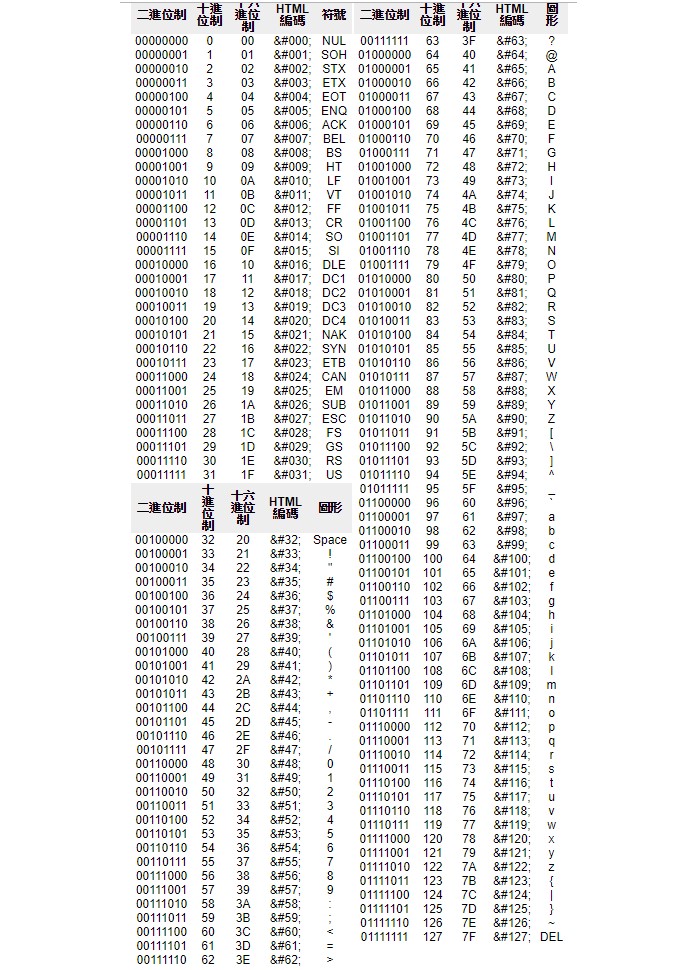 二進位制 十進位制 十六進位制 HTML編碼 符號
00000000 0 00 &#000; NUL
00000001 1 01 &#001; SOH
00000010 2 02 &#002; STX
00000011 3 03 &#003; ETX
00000100 4 04 &#004; EOT
00000101 5 05 &#005; ENQ
00000110 6 06 &#006; ACK
00000111 7 07 &#007; BEL
00001000 8 08 &#008; BS
00001001 9 09 &#009; HT
00001010 10 0A &#010; LF
00001011 11 0B &#011; VT
00001100 12 0C &#012; FF
00001101 13 0D &#013; CR
00001110 14 0E &#014; SO
00001111 15 0F &#015; SI
00010000 16 10 &#016; DLE
00010001 17 11 &#017; DC1
00010010 18 12 &#018; DC2
00010011 19 13 &#019; DC3
00010100 20 14 &#020; DC4
00010101 21 15 &#021; NAK
00010110 22 16 &#022; SYN
00010111 23 17 &#023; ETB
00011000 24 18 &#024; CAN
00011001 25 19 &#025; EM
00011010 26 1A &#026; SUB
00011011 27 1B &#027; ESC
00011100 28 1C &#028; FS
00011101 29 1D &#029; GS
00011110 30 1E &#030; RS
00011111 31 1F &#031; US
二進位制 十進位制 十六進位制 HTML編碼 圖形
00100000 32 20 &#32; Space
00100001 33 21 &#33; !
00100010 34 22 &#34; "
00100011 35 23 &#35; #
00100100 36 24 &#36; $
00100101 37 25 &#37; %
00100110 38 26 &#38; &
00100111 39 27 &#39; '
00101000 40 28 &#40; (
00101001 41 29 &#41; )
00101010 42 2A &#42; *
00101011 43 2B &#43; +
00101100 44 2C &#44; ,
00101101 45 2D &#45; -
00101110 46 2E &#46; .
00101111 47 2F &#47; /
00110000 48 30 &#48; 0
00110001 49 31 &#49; 1
00110010 50 32 &#50; 2
00110011 51 33 &#51; 3
00110100 52 34 &#52; 4
00110101 53 35 &#53; 5
00110110 54 36 &#54; 6
00110111 55 37 &#55; 7
00111000 56 38 &#56; 8
00111001 57 39 &#57; 9
00111010 58 3A &#58; :
00111011 59 3B &#59; ;
00111100 60 3C &#60; <
00111101 61 3D &#61; =
00111110 62 3E &#62; >
二進位制 十進位制 十六進位制 HTML編碼 圖形
00111111 63 3F &#63; ?
01000000 64 40 &#64; @
01000001 65 41 &#65; A
01000010 66 42 &#66; B
01000011 67 43 &#67; C
01000100 68 44 &#68; D
01000101 69 45 &#69; E
01000110 70 46 &#70; F
01000111 71 47 &#71; G
01001000 72 48 &#72; H
01001001 73 49 &#73; I
01001010 74 4A &#74; J
01001011 75 4B &#75; K
01001100 76 4C &#76; L
01001101 77 4D &#77; M
01001110 78 4E &#78; N
01001111 79 4F &#79; O
01010000 80 50 &#80; P
01010001 81 51 &#81; Q
01010010 82 52 &#82; R
01010011 83 53 &#83; S
01010100 84 54 &#84; T
01010101 85 55 &#85; U
01010110 86 56 &#86; V
01010111 87 57 &#87; W
01011000 88 58 &#88; X
01011001 89 59 &#89; Y
01011010 90 5A &#90; Z
01011011 91 5B &#91; [
01011100 92 5C &#92; \
01011101 93 5D &#93; ]
01011110 94 5E &#94; ^
01011111 95 5F &#95; _
01100000 96 60 &#96; `
01100001 97 61 &#97; a
01100010 98 62 &#98; b
01100011 99 63 &#99; c
01100100 100 64 &#100; d
01100101 101 65 &#101; e
01100110 102 66 &#102; f
01100111 103 67 &#103; g
01101000 104 68 &#104; h
01101001 105 69 &#105; i
01101010 106 6A &#106; j
01101011 107 6B &#107; k
01101100 108 6C &#108; l
01101101 109 6D &#109; m
01101110 110 6E &#110; n
01101111 111 6F &#111; o
01110000 112 70 &#112; p
01110001 113 71 &#113; q
01110010 114 72 &#114; r
01110011 115 73 &#115; s
01110100 116 74 &#116; t
01110101 117 75 &#117; u
01110110 118 76 &#118; v
01110111 119 77 &#119; w
01111000 120 78 &#120; x
01111001 121 79 &#121; y
01111010 122 7A &#122; z
01111011 123 7B &#123; {
01111100 124 7C &#124; |
01111101 125 7D &#125; }
01111110 126 7E &#126; ~
01111111 127 7F &#127; DEL